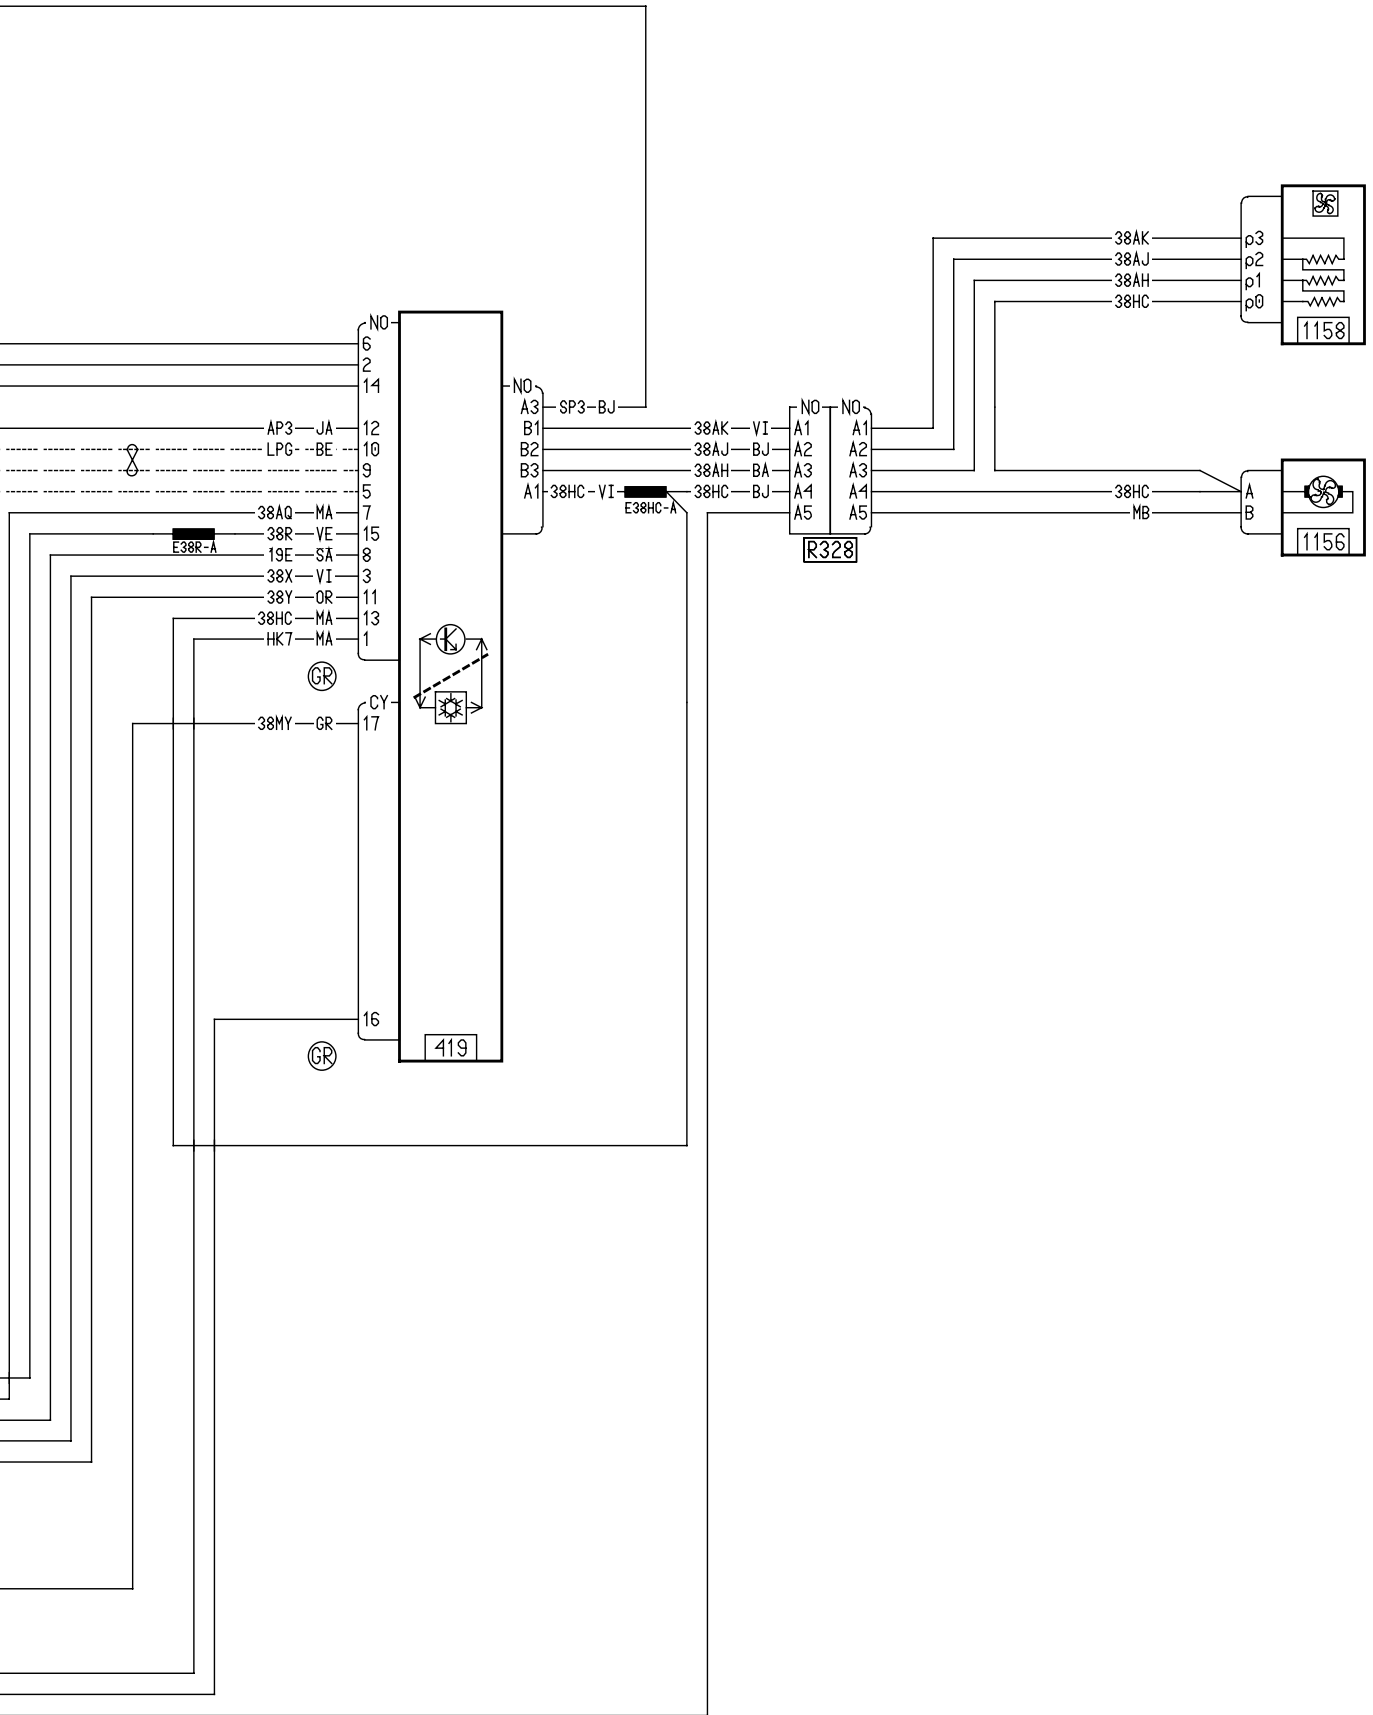 38AK p3
38AJ p2
38AH p1
38HC p0
1158
NO
6
2
14
NO
A3 SP3 BJ
NO NO
AP3 JA 12
B1 38AK VI A1 A1
LPG BE 10
B2 38AJ BJ A2 A2
9
B3 38AH BA A3 A3
5
A1 38HC VI 38HC BJ A4 A4 38HC A
E38HC-A
38AQ MA 7
A5 A5 MB B
38R VE 15
E38R-A
R328
1156
19E SA 8
38X VI 3
38Y OR 11
38HC MA 13
HK7 MA 1
GR
CY
38MY GR 17
16
GR
419